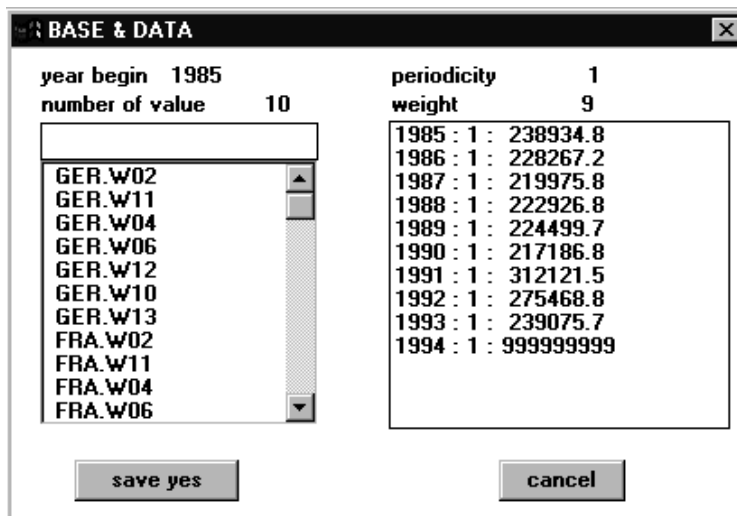 BASE & DATA
year begin 1985
number of value 10
periodicity 1
weight 9
GER.W02
GER.W11
GER.W04
GER.W06
GER.W12
GER.W10
GER.W13
FRA.W02
FRA.W11
FRA.W04
FRA.W06
1985 : 1 : 238934.8
1986 : 1 : 228267.2
1987 : 1 : 219975.8
1988 : 1 : 222926.8
1989 : 1 : 224499.7
1990 : 1 : 217186.8
1991 : 1 : 312121.5
1992 : 1 : 275468.8
1993 : 1 : 239075.7
1994 : 1 : 999999999
save yes
cancel